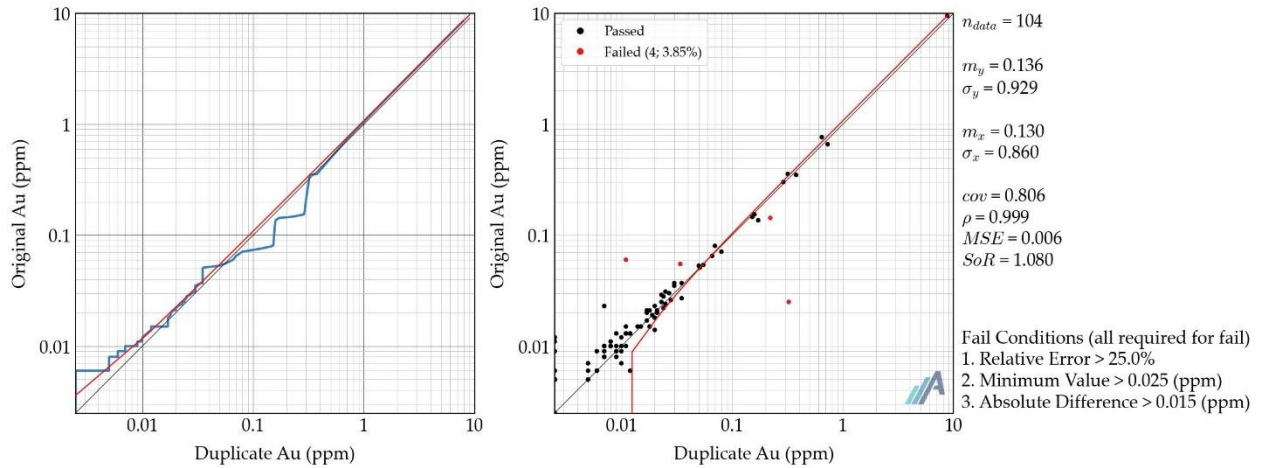 10
1
0.1
0.01
Original Au (ppm)
0.01
0.1
1
10
Duplicate Au (ppm)
10
1
0.1
0.01
Original Au (ppm)
0.01
0.1
1
10
Duplicate Au (ppm)
Passed
Failed (4; 3.85%)
n_data = 104
m_y = 0.136
σ_y = 0.929
m_x = 0.130
σ_x = 0.860
cov = 0.806
ρ = 0.999
MSE = 0.006
SoR = 1.080
Fail Conditions (all required for fail)
1. Relative Error > 25.0%
2. Minimum Value > 0.025 (ppm)
3. Absolute Difference > 0.015 (ppm)